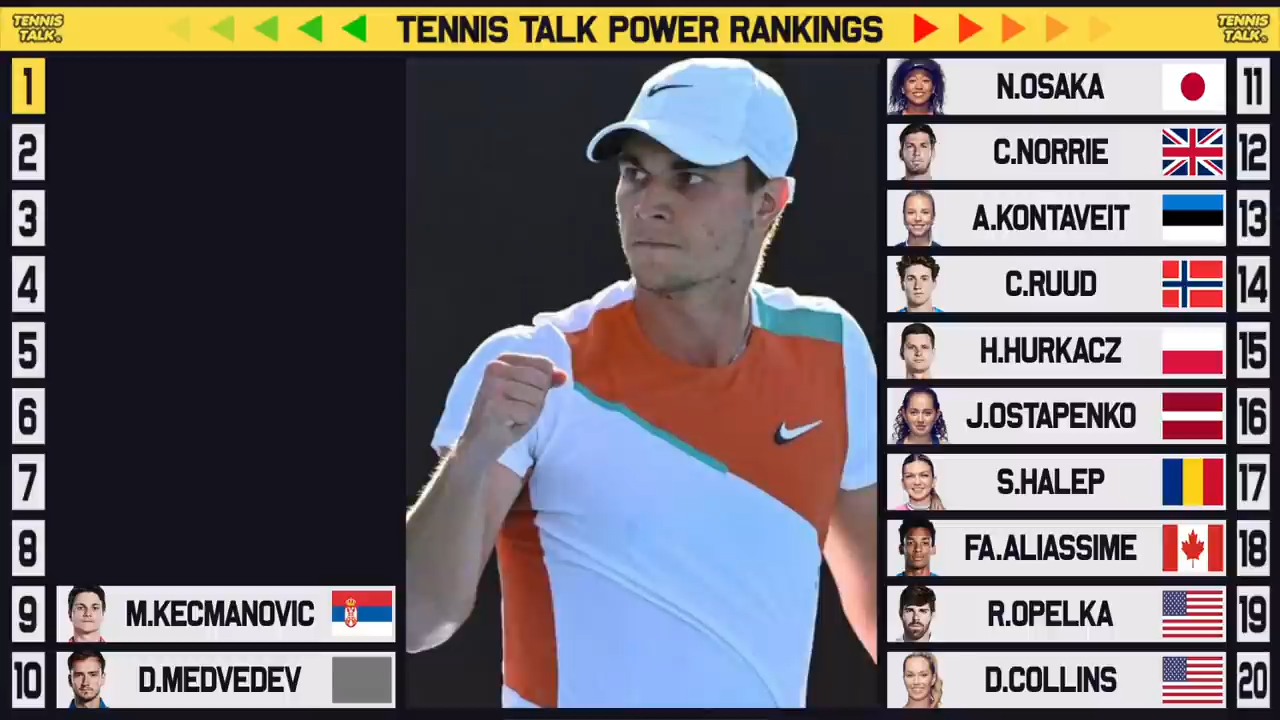 TENNIS TALK.
TENNIS TALK POWER RANKINGS
TENNIS TALK.
1
2
3
4
5
6
7
8
9 M.KECMANOVIC
10 D.MEDVEDEV
N.OSAKA 11
C.NORRIE 12
A.KONTAVEIT 13
C.RUUD 14
H.HURKACZ 15
J.OSTAPENKO 16
S.HALEP 17
FA.ALIASSIME 18
R.OPELKA 19
D.COLLINS 20